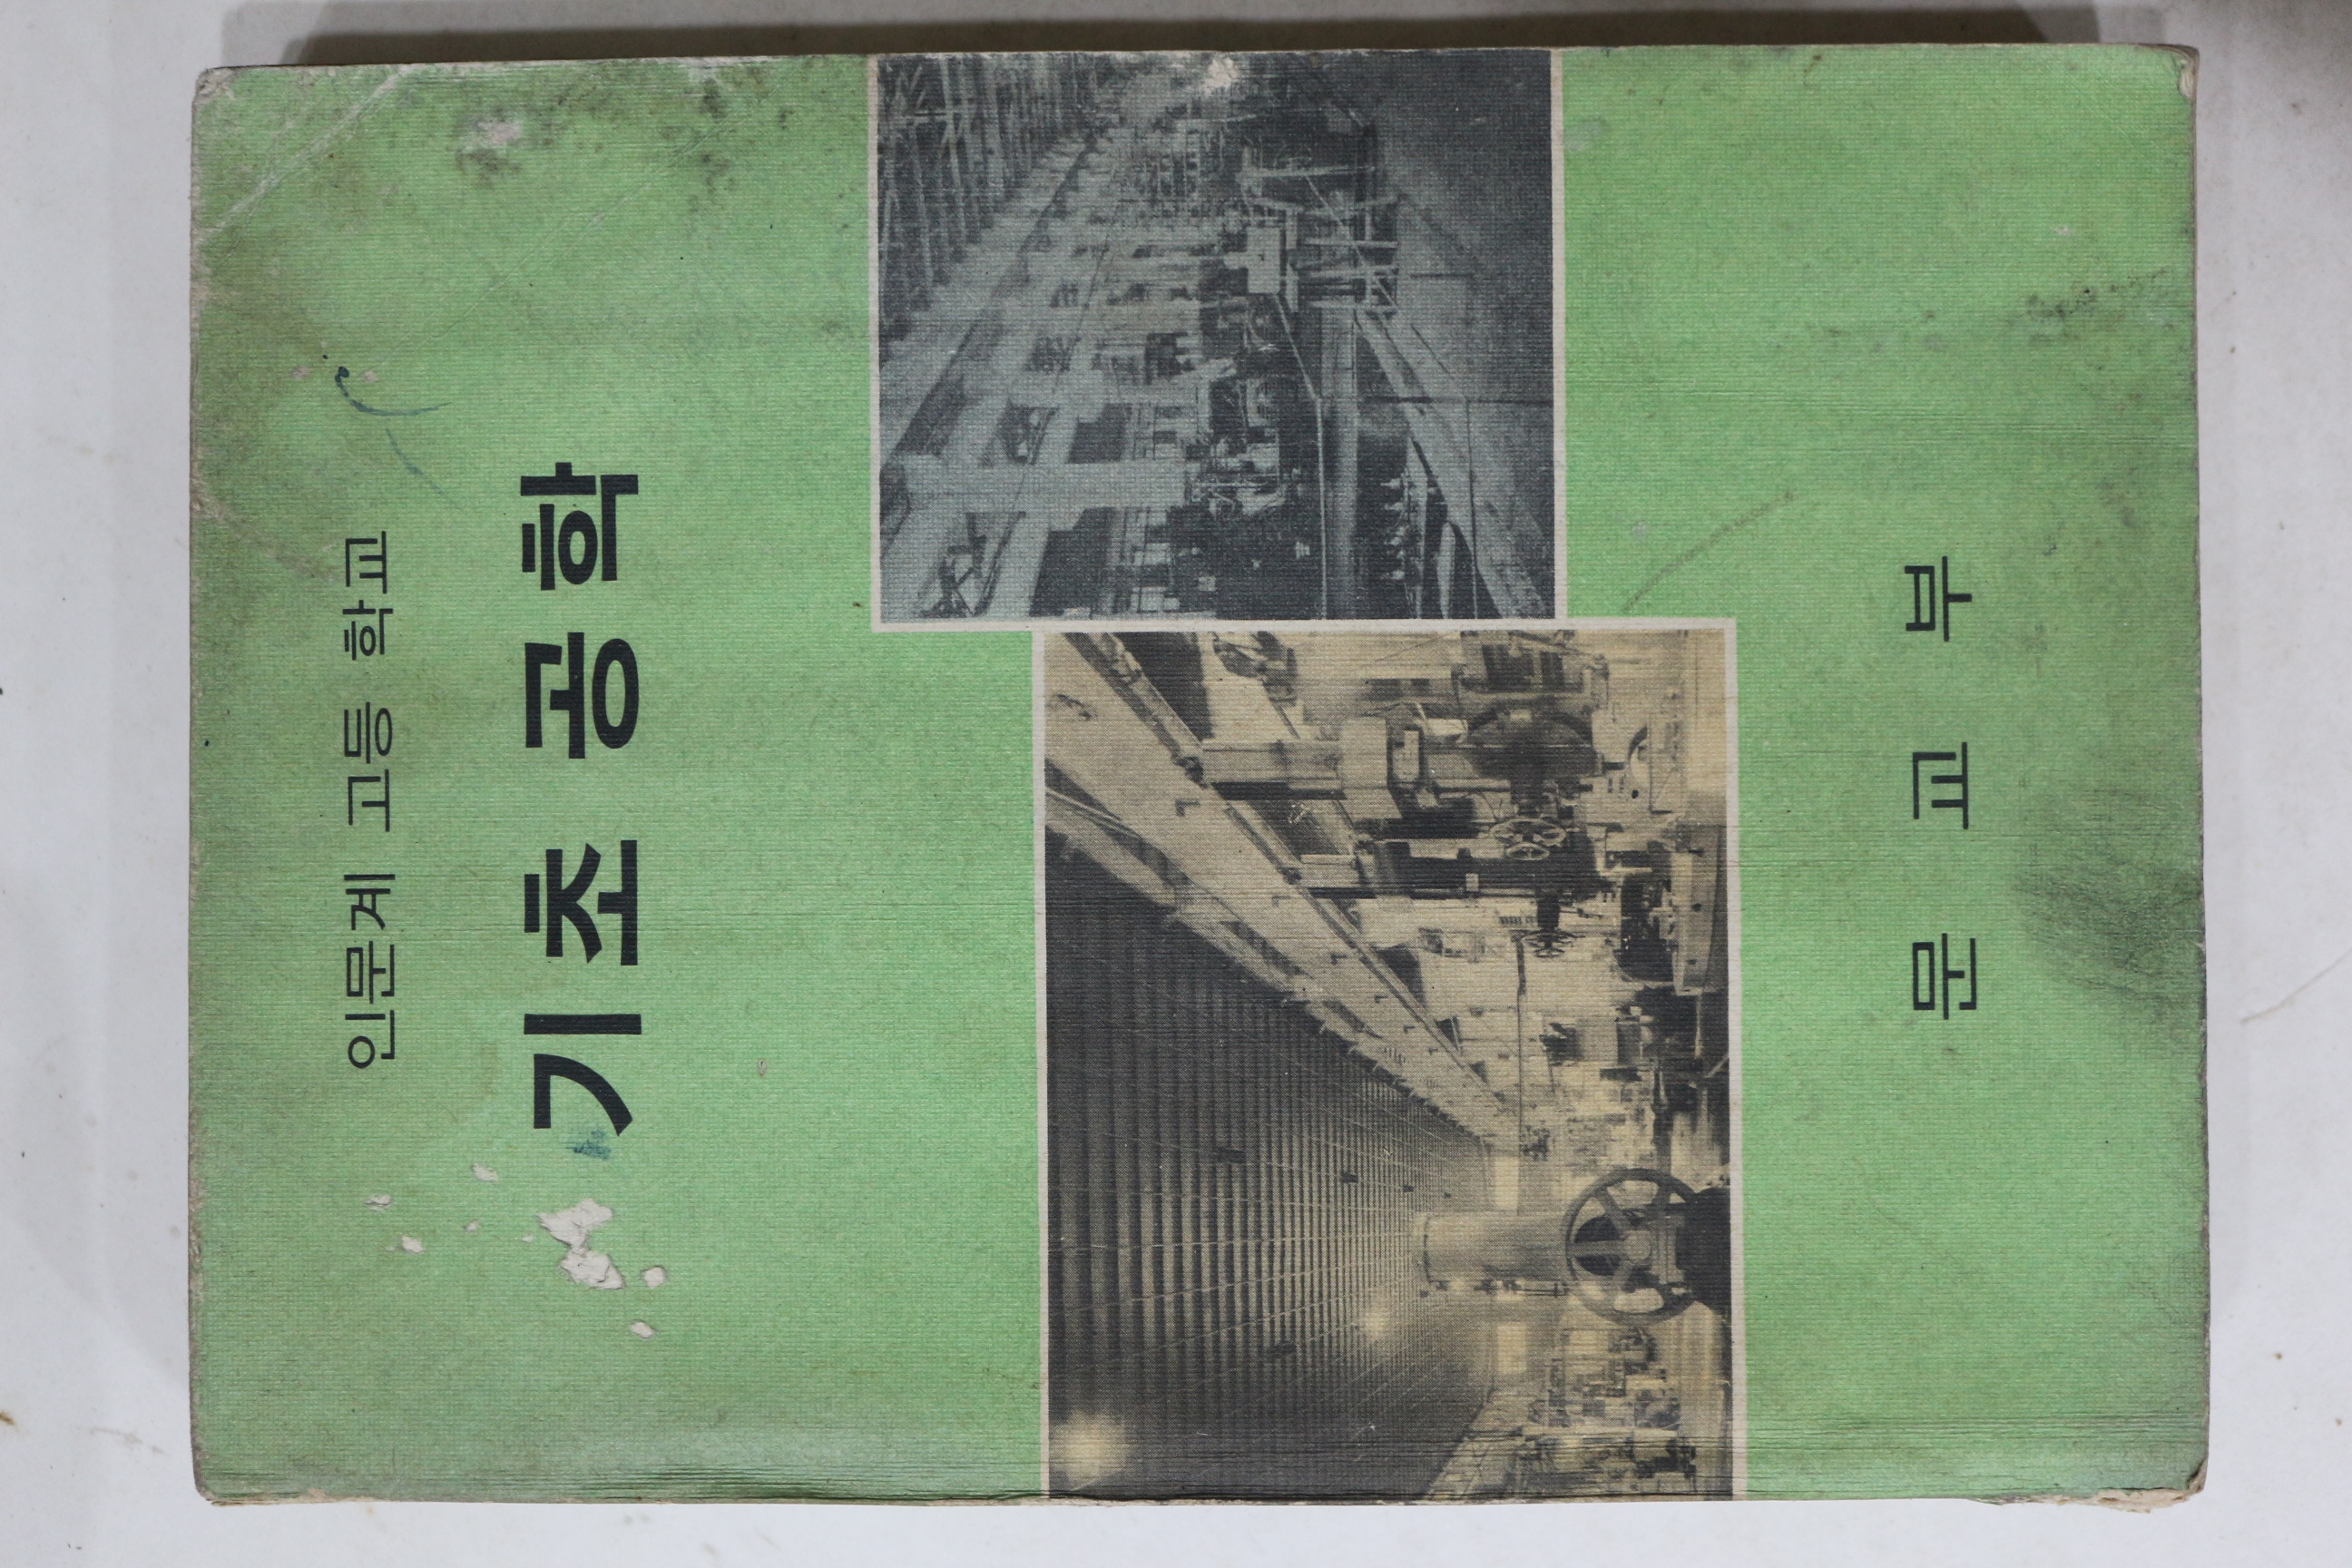 인문계 고등 학교
기초 공학
문 교 부